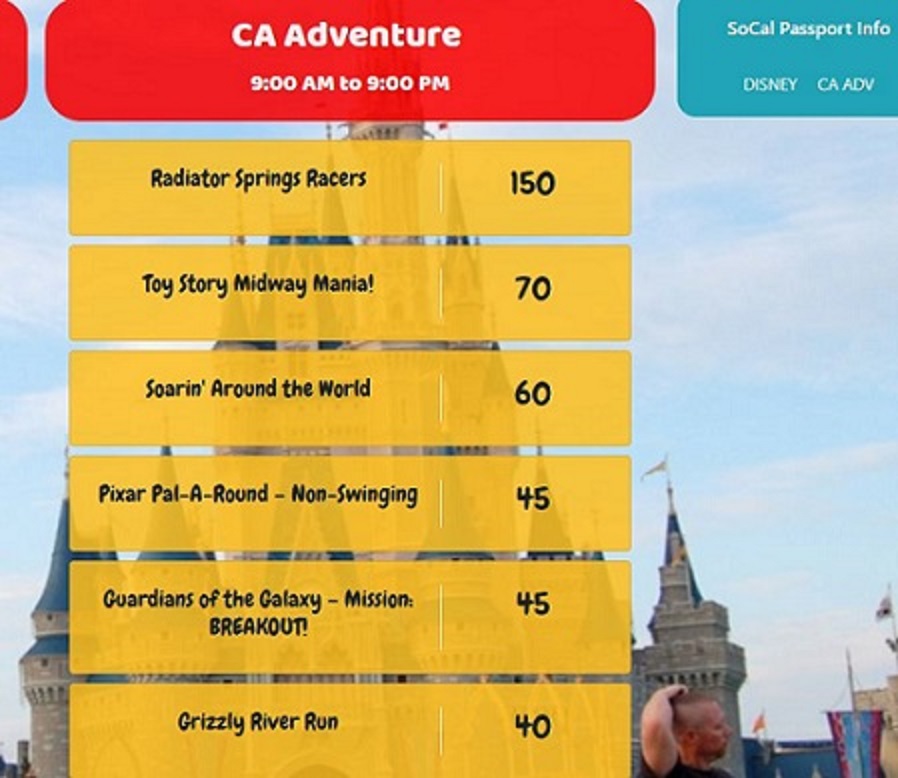 CA Adventure
9:00 AM to 9:00 PM
SoCal Passport Info
DISNEY CA ADV
Radiator Springs Racers 150
Toy Story Midway Mania! 70
Soarin' Around the World 60
Pixar Pal-A-Round – Non-Swinging 45
Guardians of the Galaxy – Mission: 45
BREAKOUT!
Grizzly River Run 40